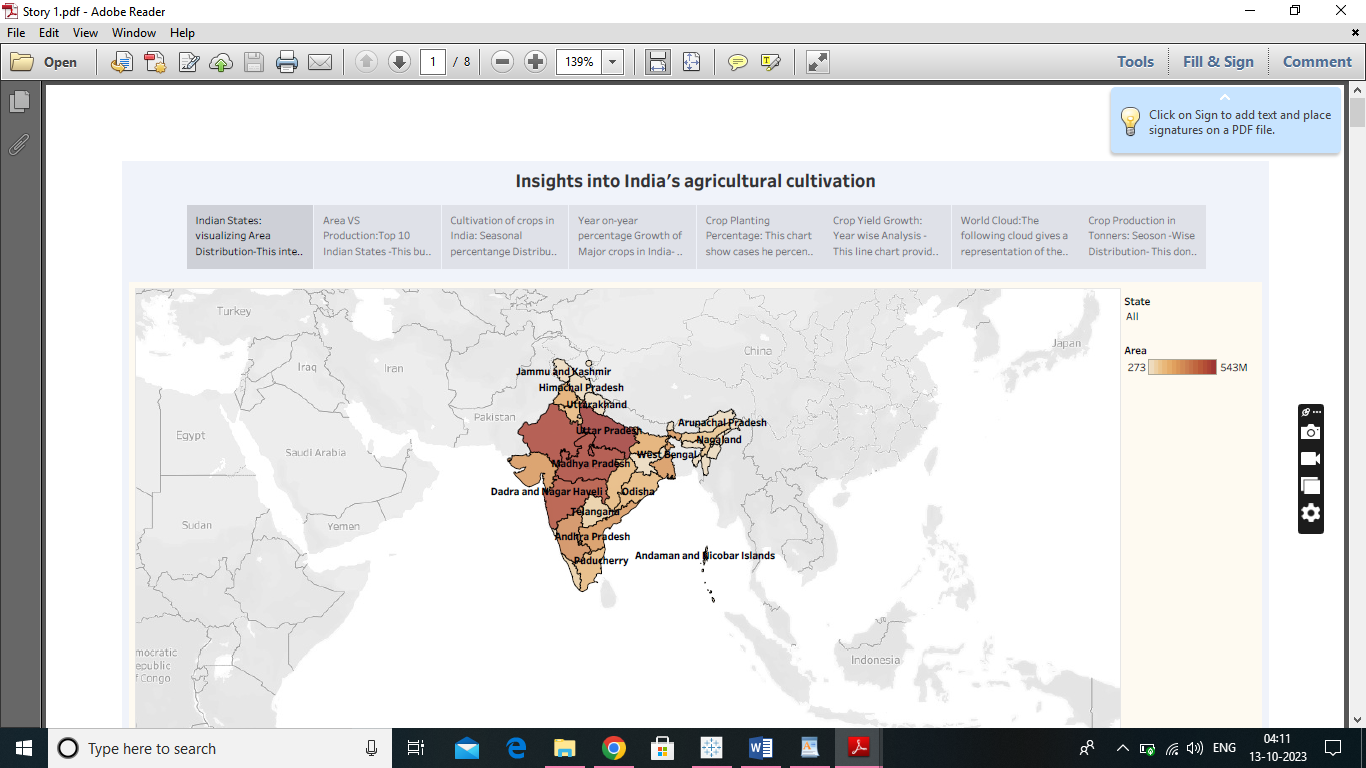 Story 1.pdf - Adobe Reader
File Edit View Window Help
Open 1 / 8 139% Tools Fill & Sign Comment
Click on Sign to add text and place
signatures on a PDF file.
Insights into India's agricultural cultivation
Indian States:
visualizing Area
Distribution-This inte..
Area VS
Production:Top 10
Indian States -This bu..
Cultivation of crops in
India: Seasonal
percentange Distribu..
Year on-year
percentage Growth of
Major crops in India- ..
Crop Planting
Percentage: This chart
show cases he percen..
Crop Yield Growth:
Year wise Analysis -
This line chart provid..
World Cloud:The
following cloud gives a
representation of the..
Crop Production in
Tonners: Seoson -Wise
Distribution- This don..
State
All
Area
273 543M
Turkey
China
Japan
Iraq
Iran
Jammu and Kashmir
Himachal Pradesh
Uttarakhand
Pakistan
Arunachal Pradesh
Uttar Pradesh
Egypt
Nagaland
Saudi Arabia
West Bengal
Madhya Pradesh
Dadra and Nagar Haveli
Odisha
Telangana
Sudan
Yemen
Andhra Pradesh
Andaman and Nicobar Islands
Puducherry
mocratic
epublic
f Congo
Indonesia
Type here to search
ENG
04:11
13-10-2023